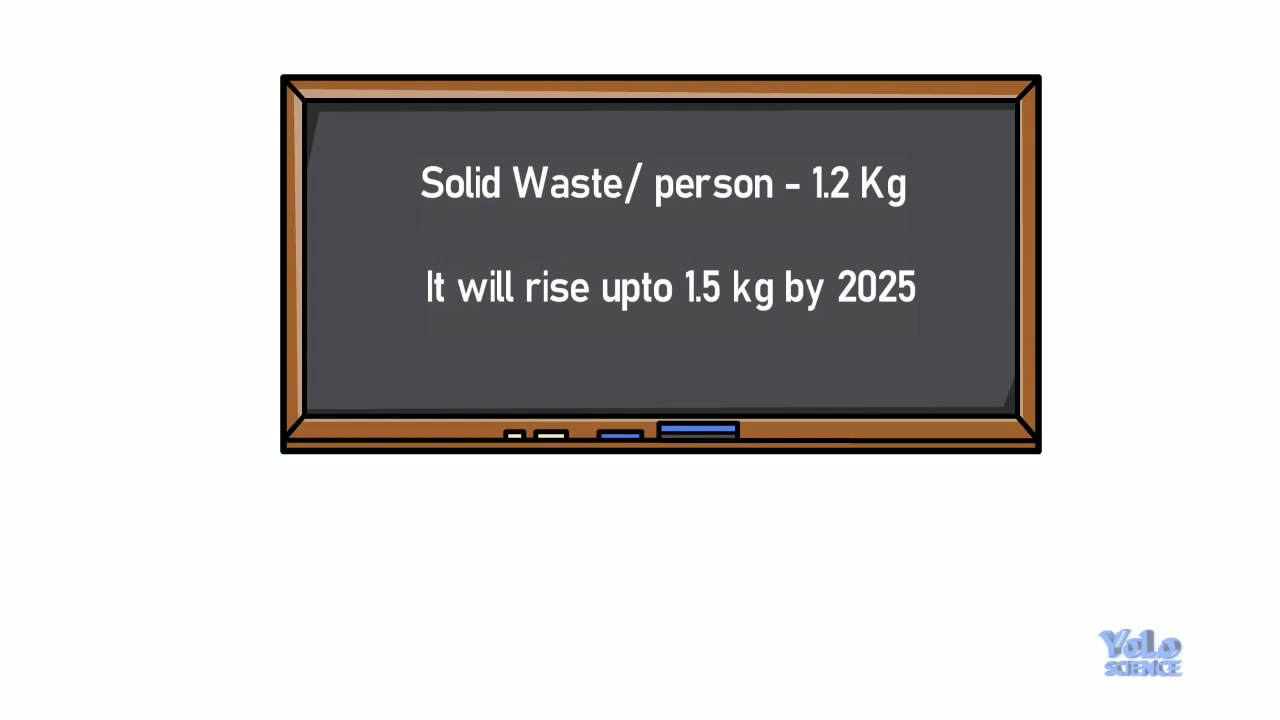 Solid Waste/ person - 1.2 Kg
It will rise upto 1.5 kg by 2025
YoLo
SCIENCE